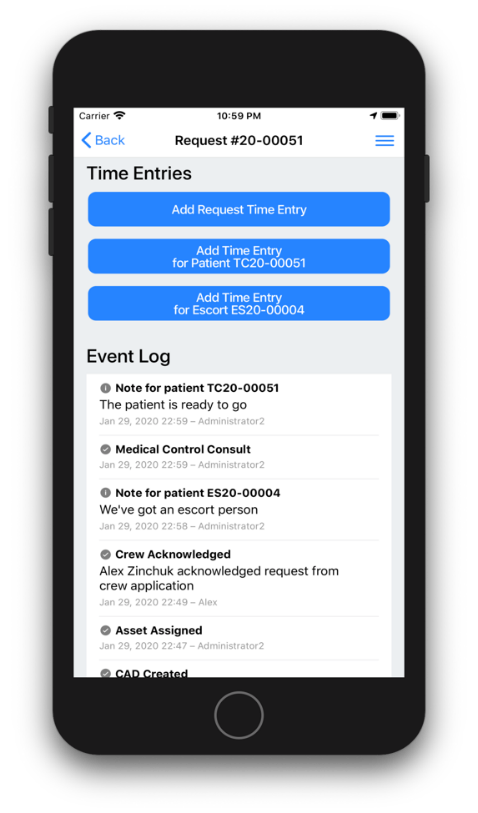 Carrier
10:59 PM
Back
Request #20-00051
Time Entries
Add Request Time Entry
Add Time Entry
for Patient TC20-00051
Add Time Entry
for Escort ES20-00004
Event Log
Note for patient TC20-00051
The patient is ready to go
Jan 29, 2020 22:59 – Administrator2
Medical Control Consult
Jan 29, 2020 22:59 – Administrator2
Note for patient ES20-00004
We've got an escort person
Jan 29, 2020 22:58 – Administrator2
Crew Acknowledged
Alex Zinchuk acknowledged request from
crew application
Jan 29, 2020 22:49 – Alex
Asset Assigned
Jan 29, 2020 22:47 – Administrator2
CAD Created